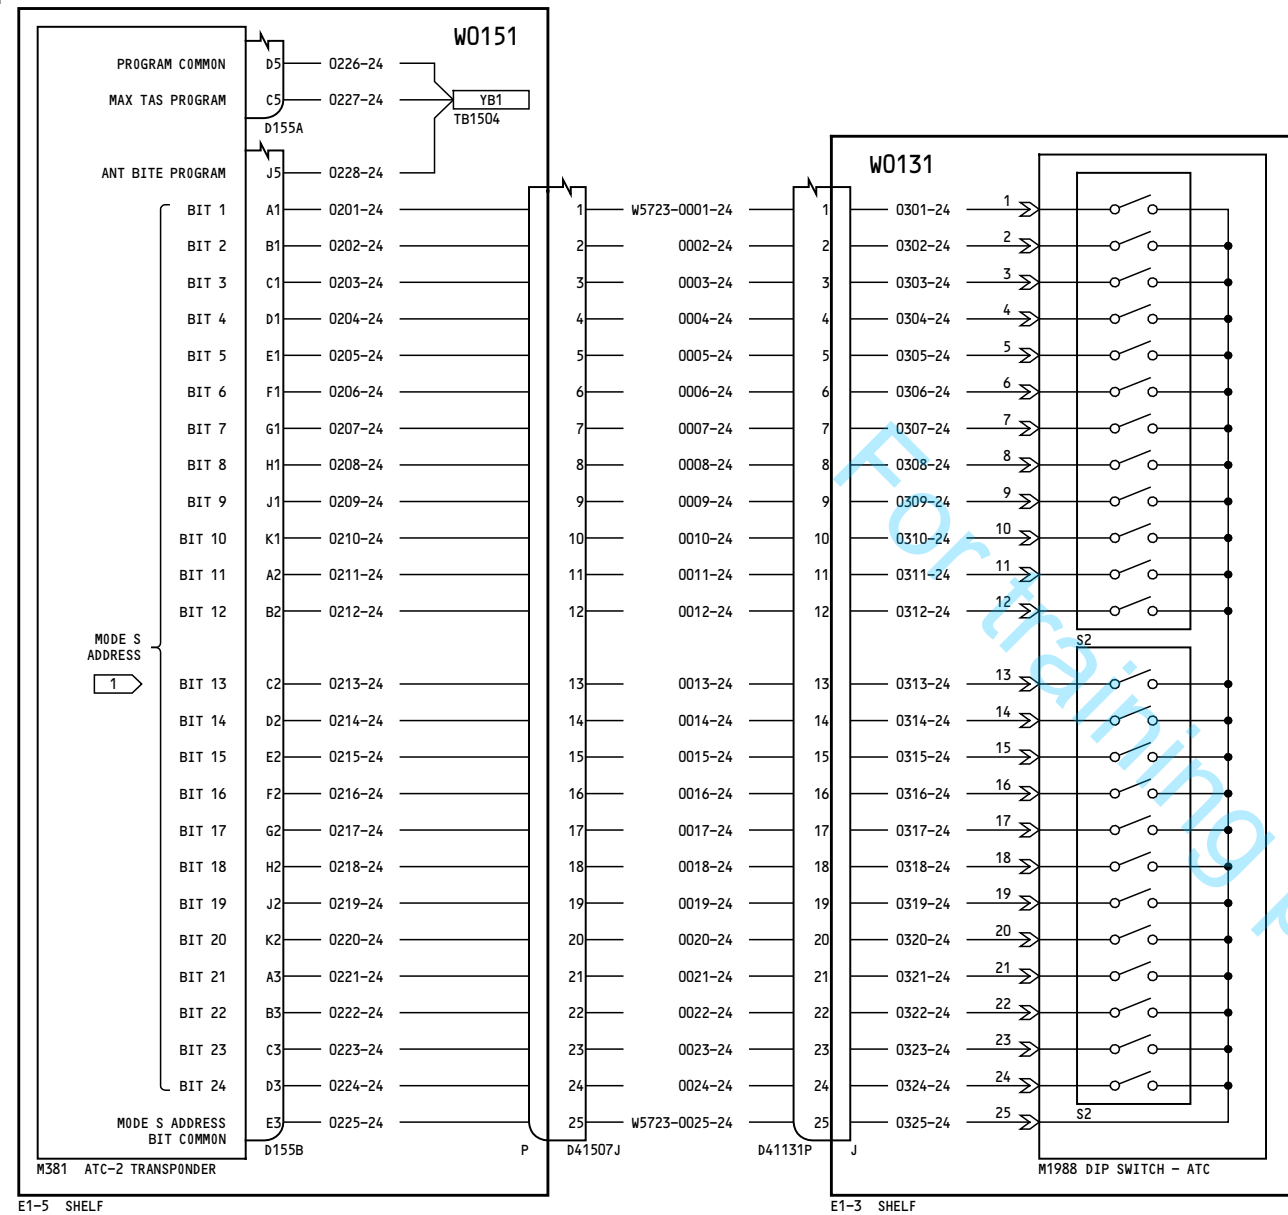 W0151
PROGRAM COMMON D5 0226-24
MAX TAS PROGRAM C5 0227-24 YB1
TB1504
D155A
W0131
ANT BITE PROGRAM J5 0228-24
BIT 1 A1 0201-24 1 W5723-0001-24 1 0301-24 1
BIT 2 B1 0202-24 2 0002-24 2 0302-24 2
BIT 3 C1 0203-24 3 0003-24 3 0303-24 3
BIT 4 D1 0204-24 4 0004-24 4 0304-24 4
BIT 5 E1 0205-24 5 0005-24 5 0305-24 5
BIT 6 F1 0206-24 6 0006-24 6 0306-24 6
BIT 7 G1 0207-24 7 0007-24 7 0307-24 7
BIT 8 H1 0208-24 8 0008-24 8 0308-24 8
BIT 9 J1 0209-24 9 0009-24 9 0309-24 9
BIT 10 K1 0210-24 10 0010-24 10 0310-24 10
BIT 11 A2 0211-24 11 0011-24 11 0311-24 11
BIT 12 B2 0212-24 12 0012-24 12 0312-24 12
MODE S
ADDRESS
S2
1 BIT 13 C2 0213-24 13 0013-24 13 0313-24 13
BIT 14 D2 0214-24 14 0014-24 14 0314-24 14
BIT 15 E2 0215-24 15 0015-24 15 0315-24 15
BIT 16 F2 0216-24 16 0016-24 16 0316-24 16
BIT 17 G2 0217-24 17 0017-24 17 0317-24 17
BIT 18 H2 0218-24 18 0018-24 18 0318-24 18
BIT 19 J2 0219-24 19 0019-24 19 0319-24 19
BIT 20 K2 0220-24 20 0020-24 20 0320-24 20
BIT 21 A3 0221-24 21 0021-24 21 0321-24 21
BIT 22 B3 0222-24 22 0022-24 22 0322-24 22
BIT 23 C3 0223-24 23 0023-24 23 0323-24 23
BIT 24 D3 0224-24 24 0024-24 24 0324-24 24
S2
MODE S ADDRESS E3 0225-24 25 W5723-0025-24 25 0325-24 25
BIT COMMON
D155B P D41507J D41131P J
M381 ATC-2 TRANSPONDER
M1988 DIP SWITCH - ATC
E1-5 SHELF
E1-3 SHELF
For training